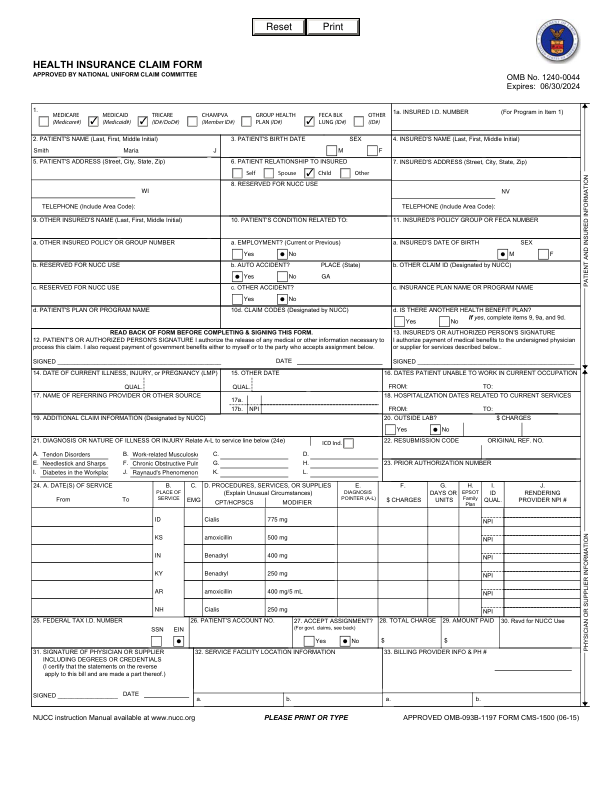 Reset Print
HEALTH INSURANCE CLAIM FORM
APPROVED BY NATIONAL UNIFORM CLAIM COMMITTEE
OMB No. 1240-0044
Expires: 06/30/2024
1. MEDICARE MEDICAID TRICARE CHAMPVA GROUP HEALTH FECA BLK OTHER
(Medicare#) (Medicaid#) (ID#/DoD#) (Member ID#) PLAN (ID#) LUNG (ID#) (ID#)
1a. INSURED I.D. NUMBER (For Program in Item 1)
2. PATIENT'S NAME (Last, First, Middle Initial)
Smith Maria J
3. PATIENT'S BIRTH DATE SEX
M F
4. INSURED'S NAME (Last, First, Middle Initial)
5. PATIENT'S ADDRESS (Street, City, State, Zip)
WI
TELEPHONE (Include Area Code):
6. PATIENT RELATIONSHIP TO INSURED
Self Spouse Child Other
7. INSURED'S ADDRESS (Street, City, State, Zip)
NV
TELEPHONE (Include Area Code):
8. RESERVED FOR NUCC USE
9. OTHER INSURED'S NAME (Last, First, Middle Initial)
10. PATIENT'S CONDITION RELATED TO:
11. INSURED'S POLICY GROUP OR FECA NUMBER
a. OTHER INSURED POLICY OR GROUP NUMBER
a. EMPLOYMENT? (Current or Previous)
Yes No
a. INSURED'S DATE OF BIRTH SEX
M F
b. RESERVED FOR NUCC USE
b. AUTO ACCIDENT? PLACE (State)
Yes No GA
b. OTHER CLAIM ID (Designated by NUCC)
c. RESERVED FOR NUCC USE
c. OTHER ACCIDENT?
Yes No
c. INSURANCE PLAN NAME OR PROGRAM NAME
d. PATIENT'S PLAN OR PROGRAM NAME
10d. CLAIM CODES (Designated by NUCC)
d. IS THERE ANOTHER HEALTH BENEFIT PLAN?
Yes No If yes, complete items 9, 9a, and 9d.
READ BACK OF FORM BEFORE COMPLETING & SIGNING THIS FORM.
12. PATIENT'S OR AUTHORIZED PERSON'S SIGNATURE I authorize the release of any medical or other information necessary to
process this claim. I also request payment of government benefits either to myself or to the party who accepts assignment below.
SIGNED DATE
13. INSURED'S OR AUTHORIZED PERSON'S SIGNATURE
I authorize payment of medical benefits to the undersigned physician
or supplier for services described below..
SIGNED
PATIENT AND INSURED INFORMATION
14. DATE OF CURRENT ILLNESS, INJURY, or PREGNANCY (LMP)
QUAL.
15. OTHER DATE
QUAL.
16. DATES PATIENT UNABLE TO WORK IN CURRENT OCCUPATION
FROM: TO:
17. NAME OF REFERRING PROVIDER OR OTHER SOURCE
17a.
17b. NPI
18. HOSPITALIZATION DATES RELATED TO CURRENT SERVICES
FROM: TO:
19. ADDITIONAL CLAIM INFORMATION (Designated by NUCC)
20. OUTSIDE LAB? $ CHARGES
Yes No
21. DIAGNOSIS OR NATURE OF ILLNESS OR INJURY Relate A-L to service line below (24e) ICD Ind.
A. Tendon Disorders B. Work-related Musculosk C. D.
E. Needlestick and Sharps F. Chronic Obstructive Pulm G. H.
I. Diabetes in the Workplac J. Raynaud's Phenomenon K. L.
22. RESUBMISSION CODE ORIGINAL REF. NO.
23. PRIOR AUTHORIZATION NUMBER
24. A. DATE(S) OF SERVICE
From To
B. PLACE OF SERVICE
C. EMG
D. PROCEDURES, SERVICES, OR SUPPLIES
(Explain Unusual Circumstances)
CPT/HCPSCS MODIFIER
E. DIAGNOSIS POINTER (A-L)
F. $ CHARGES
G. DAYS OR UNITS
H. EPSOT Family Plan
I. ID QUAL.
J. RENDERING PROVIDER NPI #
ID Cialis 775 mg NPI
KS amoxicillin 500 mg NPI
IN Benadryl 400 mg NPI
KY Benadryl 250 mg NPI
AR amoxicillin 400 mg/5 mL NPI
NH Cialis 250 mg NPI
25. FEDERAL TAX I.D. NUMBER SSN EIN
26. PATIENT'S ACCOUNT NO.
27. ACCEPT ASSIGNMENT?
(For govt. claims, see back)
Yes No
28. TOTAL CHARGE
$
29. AMOUNT PAID
$
30. Rsvd for NUCC Use
31. SIGNATURE OF PHYSICIAN OR SUPPLIER
INCLUDING DEGREES OR CREDENTIALS
(I certify that the statements on the reverse
apply to this bill and are made a part thereof.)
SIGNED DATE
32. SERVICE FACILITY LOCATION INFORMATION
a. b.
33. BILLING PROVIDER INFO & PH #
a. b.
PHYSICIAN OR SUPPLIER INFORMATION
NUCC instruction Manual available at www.nucc.org PLEASE PRINT OR TYPE APPROVED OMB-093B-1197 FORM CMS-1500 (06-15)